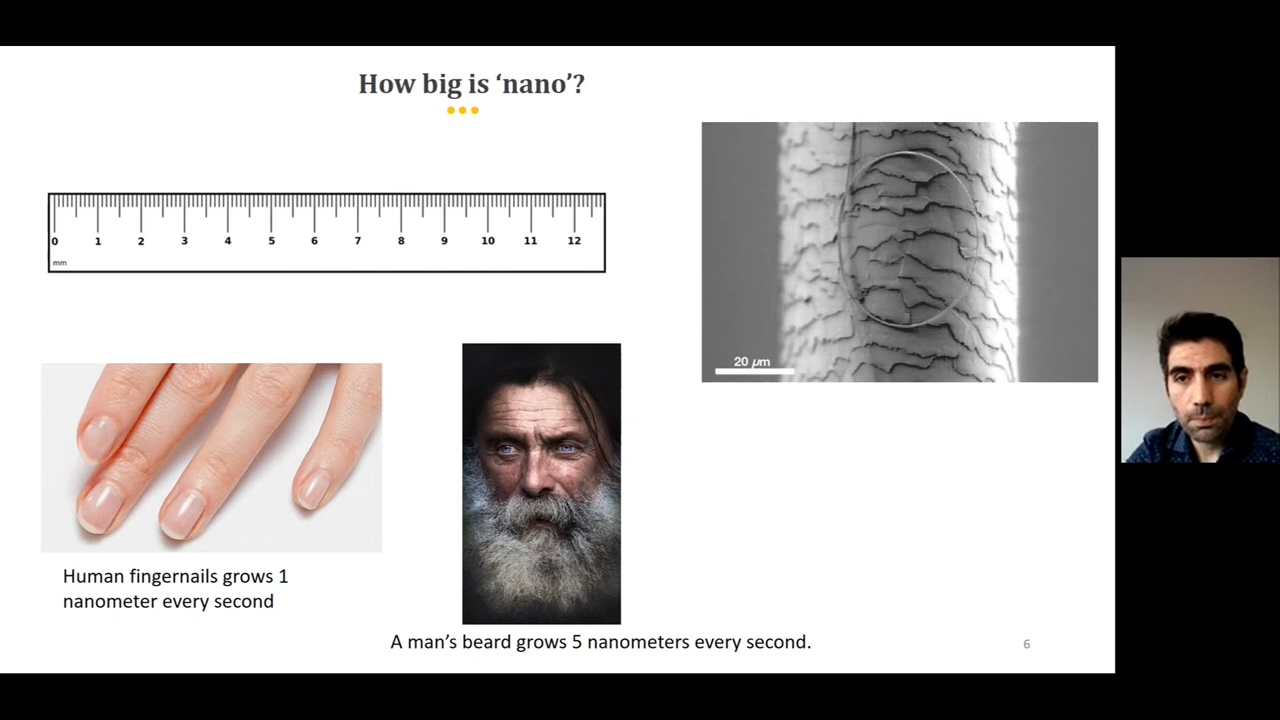 How big is ‘nano’?
0 1 2 3 4 5 6 7 8 9 10 11 12
mm
20 µm
Human fingernails grows 1
nanometer every second
A man’s beard grows 5 nanometers every second.
6